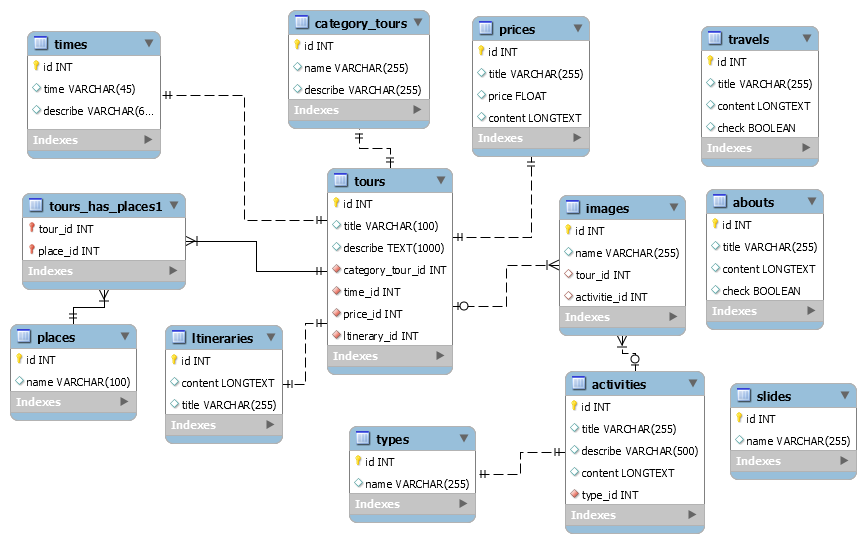 times
id INT
time VARCHAR(45)
describe VARCHAR(6...
Indexes
category_tours
id INT
name VARCHAR(255)
describe VARCHAR(255)
Indexes
prices
id INT
title VARCHAR(255)
price FLOAT
content LONGTEXT
Indexes
travels
id INT
title VARCHAR(255)
content LONGTEXT
check BOOLEAN
Indexes
tours_has_places1
tour_id INT
place_id INT
Indexes
tours
id INT
title VARCHAR(100)
describe TEXT(1000)
category_tour_id INT
time_id INT
price_id INT
Itinerary_id INT
Indexes
images
id INT
name VARCHAR(255)
tour_id INT
activitie_id INT
Indexes
abouts
id INT
title VARCHAR(255)
content LONGTEXT
check BOOLEAN
Indexes
places
id INT
name VARCHAR(100)
Indexes
Itineraries
id INT
content LONGTEXT
title VARCHAR(255)
Indexes
types
id INT
name VARCHAR(255)
Indexes
activities
id INT
title VARCHAR(255)
describe VARCHAR(500)
content LONGTEXT
type_id INT
Indexes
slides
id INT
name VARCHAR(255)
Indexes